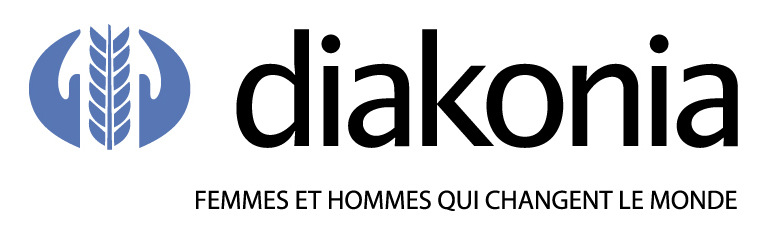 diakonia
FEMMES ET HOMMES QUI CHANGENT LE MONDE